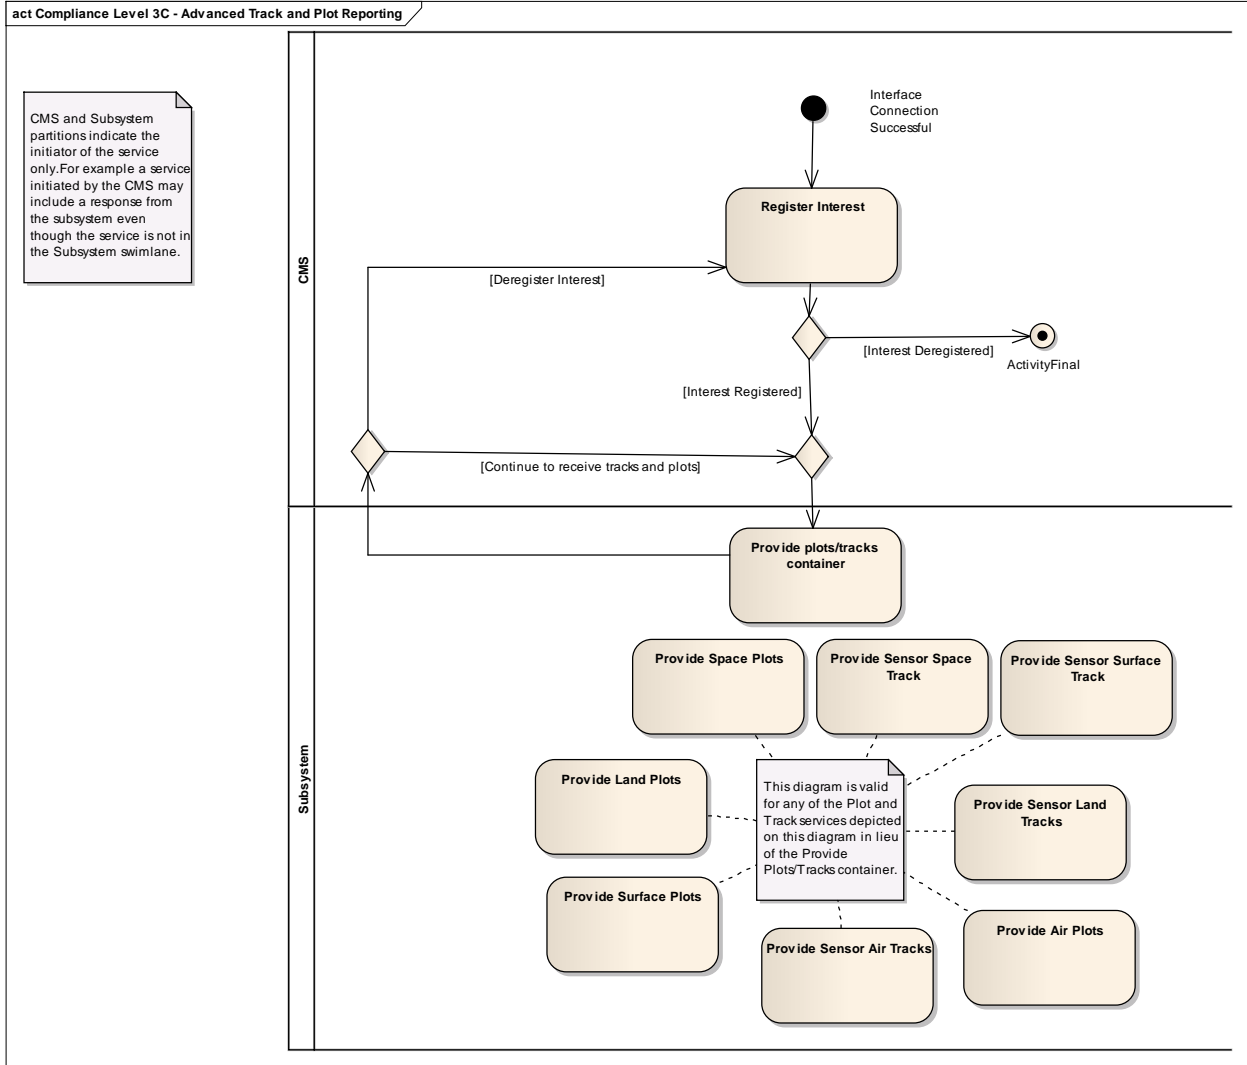 act Compliance Level 3C - Advanced Track and Plot Reporting
CMS and Subsystem
partitions indicate the
initiator of the service
only.For example a service
initiated by the CMS may
include a response from
the subsystem even
though the service is not in
the Subsystem swimlane.
CMS
Interface
Connection
Successful
Register Interest
[Deregister Interest]
[Interest Deregistered]
ActivityFinal
[Interest Registered]
[Continue to receive tracks and plots]
Subsystem
Provide plots/tracks
container
Provide Space Plots
Provide Sensor Space
Track
Provide Sensor Surface
Track
Provide Land Plots
This diagram is valid
for any of the Plot and
Track services depicted
on this diagram in lieu
of the Provide
Plots/Tracks container.
Provide Sensor Land
Tracks
Provide Surface Plots
Provide Sensor Air Tracks
Provide Air Plots